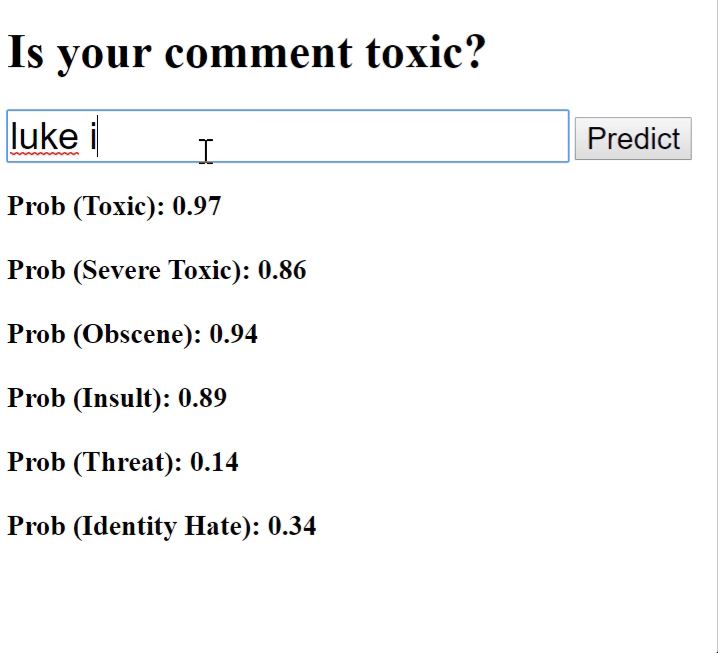 Is your comment toxic?
luke i Predict
Prob (Toxic): 0.97
Prob (Severe Toxic): 0.86
Prob (Obscene): 0.94
Prob (Insult): 0.89
Prob (Threat): 0.14
Prob (Identity Hate): 0.34